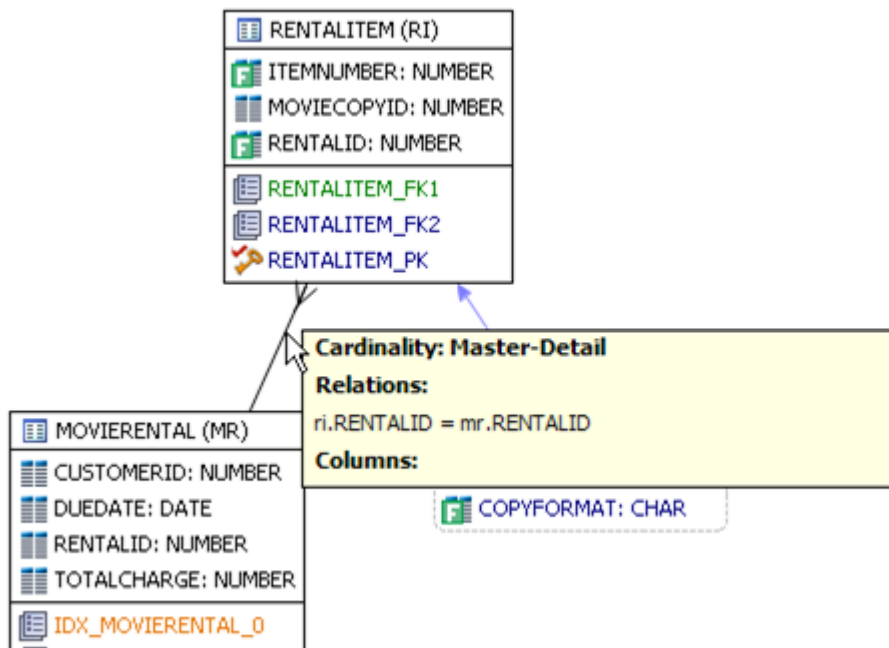 RENTALITEM (RI)
ITEMNUMBER: NUMBER
MOVIECOPYID: NUMBER
RENTALID: NUMBER
RENTALITEM_FK1
RENTALITEM_FK2
RENTALITEM_PK
Cardinality: Master-Detail
Relations:
ri.RENTALID = mr.RENTALID
Columns:
MOVIERENTAL (MR)
CUSTOMERID: NUMBER
DUEDATE: DATE
RENTALID: NUMBER
TOTALCHARGE: NUMBER
IDX_MOVIERENTAL_0
COPYFORMAT: CHAR